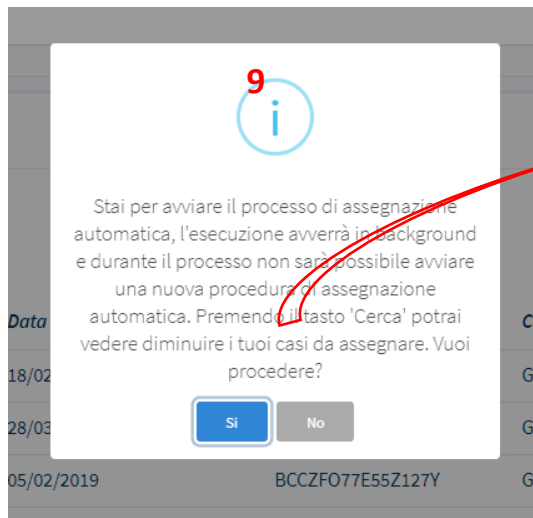 9
i
Stai per avviare il processo di assegnazione
automatica, l'esecuzione avverrà in background
e durante il processo non sarà possibile avviare
una nuova procedura di assegnazione
automatica. Premendo il tasto 'Cerca' potrai
vedere diminuire i tuoi casi da assegnare. Vuoi
procedere?
Si No
Data C
18/02 G
28/03 G
05/02/2019 BCCZFO77E55Z127Y G